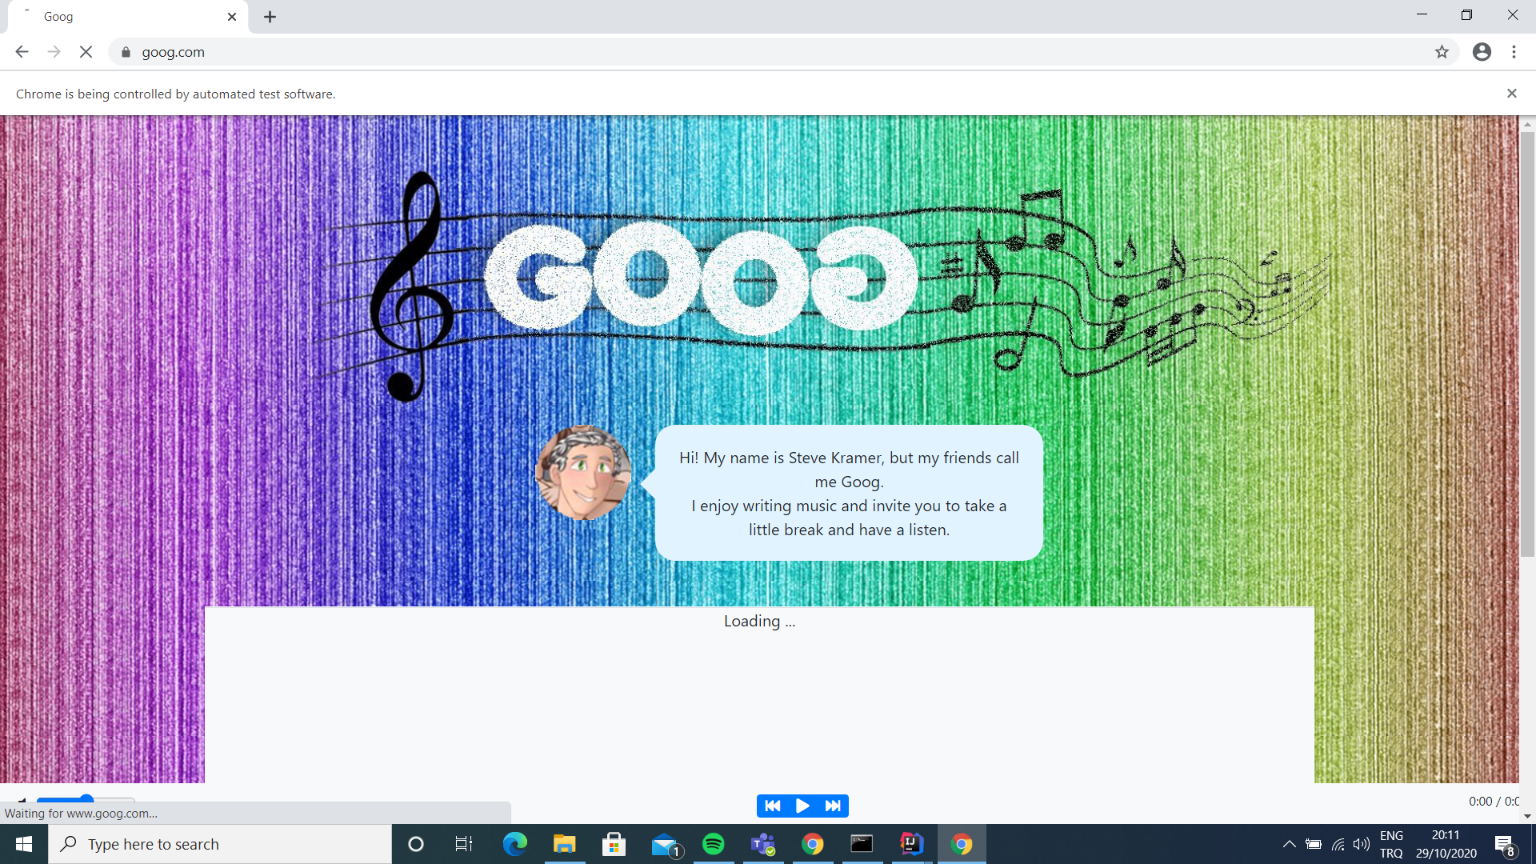 Goog
goog.com
Chrome is being controlled by automated test software.
GOOG
Hi! My name is Steve Kramer, but my friends call
me Goog.
I enjoy writing music and invite you to take a
little break and have a listen.
Loading ...
0:00 / 0:0
Waiting for www.goog.com...
Type here to search
1
ENG
TRQ
20:11
29/10/2020
8